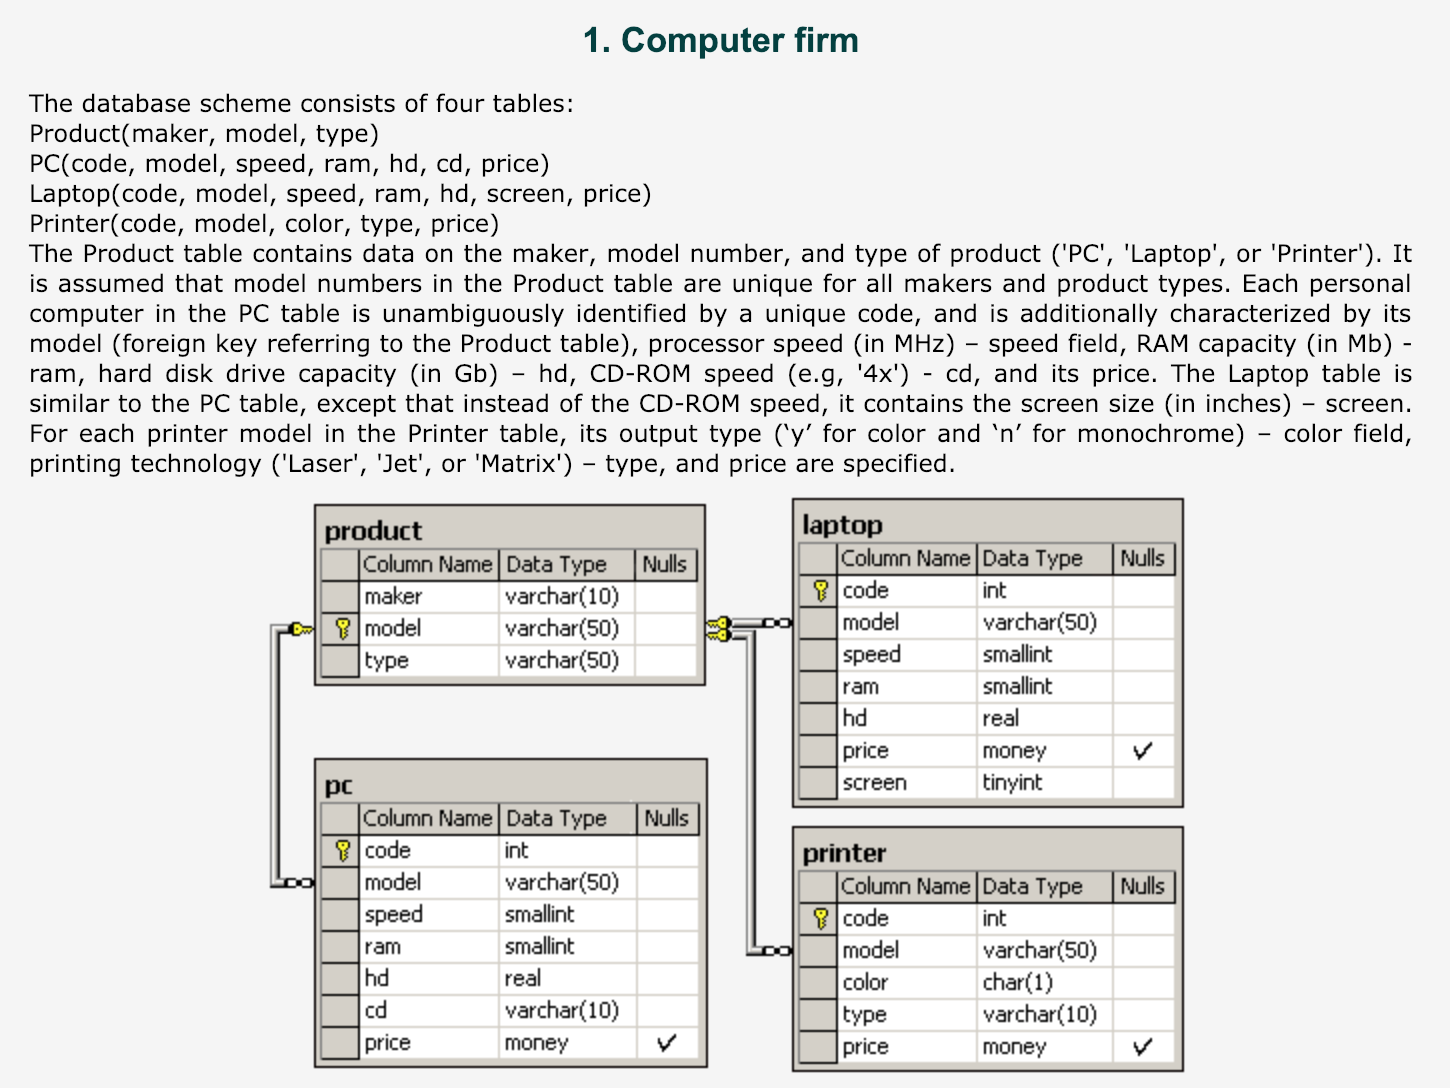 1. Computer firm
The database scheme consists of four tables:
Product(maker, model, type)
PC(code, model, speed, ram, hd, cd, price)
Laptop(code, model, speed, ram, hd, screen, price)
Printer(code, model, color, type, price)
The Product table contains data on the maker, model number, and type of product ('PC', 'Laptop', or 'Printer'). It
is assumed that model numbers in the Product table are unique for all makers and product types. Each personal
computer in the PC table is unambiguously identified by a unique code, and is additionally characterized by its
model (foreign key referring to the Product table), processor speed (in MHz) – speed field, RAM capacity (in Mb) -
ram, hard disk drive capacity (in Gb) – hd, CD-ROM speed (e.g, '4x') - cd, and its price. The Laptop table is
similar to the PC table, except that instead of the CD-ROM speed, it contains the screen size (in inches) – screen.
For each printer model in the Printer table, its output type (‘y’ for color and ‘n’ for monochrome) – color field,
printing technology ('Laser', 'Jet', or 'Matrix') – type, and price are specified.
product
Column Name Data Type Nulls
maker varchar(10)
model varchar(50)
type varchar(50)
laptop
Column Name Data Type Nulls
code int
model varchar(50)
speed smallint
ram smallint
hd real
price money ✓
screen tinyint
pc
Column Name Data Type Nulls
code int
model varchar(50)
speed smallint
ram smallint
hd real
cd varchar(10)
price money ✓
printer
Column Name Data Type Nulls
code int
model varchar(50)
color char(1)
type varchar(10)
price money ✓